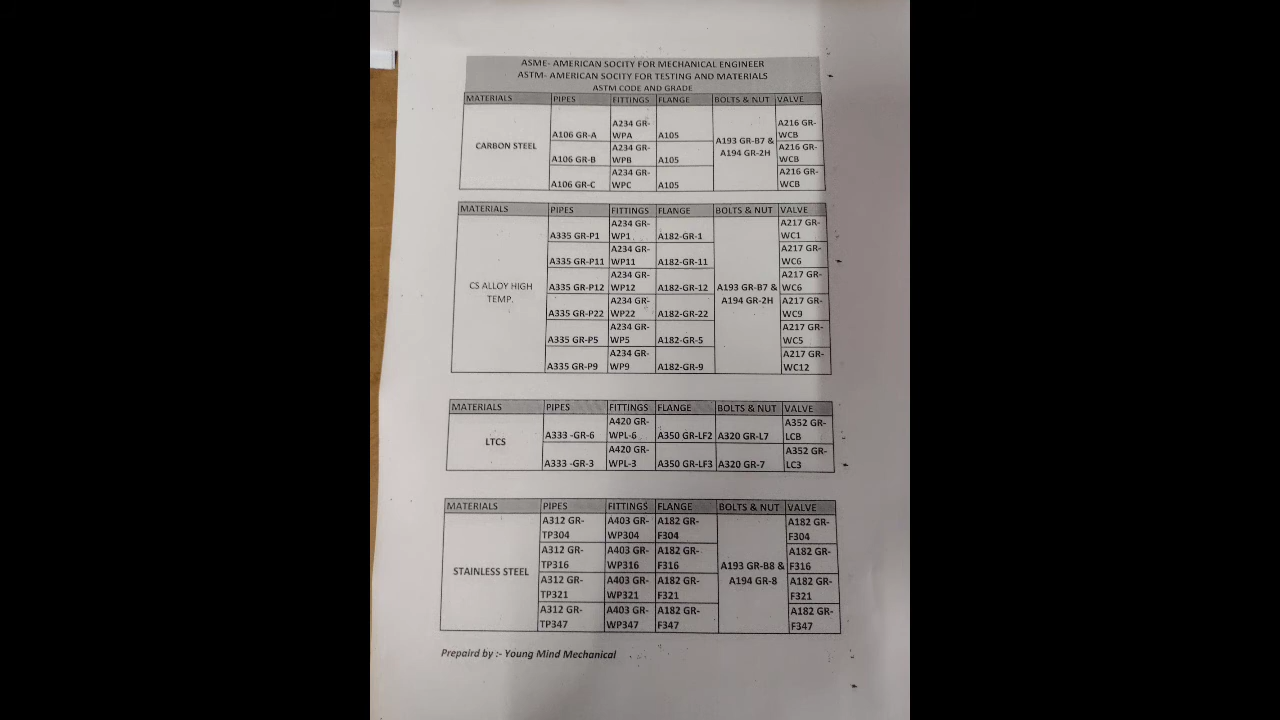 ASME- AMERICAN SOCITY FOR MECHANICAL ENGINEER
ASTM- AMERICAN SOCITY FOR TESTING AND MATERIALS
ASTM CODE AND GRADE
MATERIALS PIPES FITTINGS FLANGE BOLTS & NUT VALVE
CARBON STEEL
A106 GR-A A234 GR-WPA A105 A216 GR-WCB
A193 GR-B7 & A194 GR-2H
A106 GR-B A234 GR-WPB A105 A216 GR-WCB
A106 GR-C A234 GR-WPC A105 A216 GR-WCB
MATERIALS PIPES FITTINGS FLANGE BOLTS & NUT VALVE
CS ALLOY HIGH TEMP.
A335 GR-P1 A234 GR-WP1 A182-GR-1 A217 GR-WC1
A335 GR-P11 A234 GR-WP11 A182-GR-11 A217 GR-WC6
A335 GR-P12 A234 GR-WP12 A182-GR-12 A217 GR-WC6
A193 GR-B7 & A194 GR-2H
A335 GR-P22 A234 GR-WP22 A182-GR-22 A217 GR-WC9
A335 GR-P5 A234 GR-WP5 A182-GR-5 A217 GR-WC5
A335 GR-P9 A234 GR-WP9 A182-GR-9 A217 GR-WC12
MATERIALS PIPES FITTINGS FLANGE BOLTS & NUT VALVE
LTCS
A333 -GR-6 A420 GR-WPL-6 A350 GR-LF2 A320 GR-L7 A352 GR-LCB
A333 -GR-3 A420 GR-WPL-3 A350 GR-LF3 A320 GR-7 A352 GR-LC3
MATERIALS PIPES FITTINGS FLANGE BOLTS & NUT VALVE
STAINLESS STEEL
A312 GR-TP304 A403 GR-WP304 A182 GR-F304 A182 GR-F304
A312 GR-TP316 A403 GR-WP316 A182 GR-F316 A182 GR-F316
A193 GR-B8 & A194 GR-8
A312 GR-TP321 A403 GR-WP321 A182 GR-F321 A182 GR-F321
A312 GR-TP347 A403 GR-WP347 A182 GR-F347 A182 GR-F347
Prepaird by :- Young Mind Mechanical